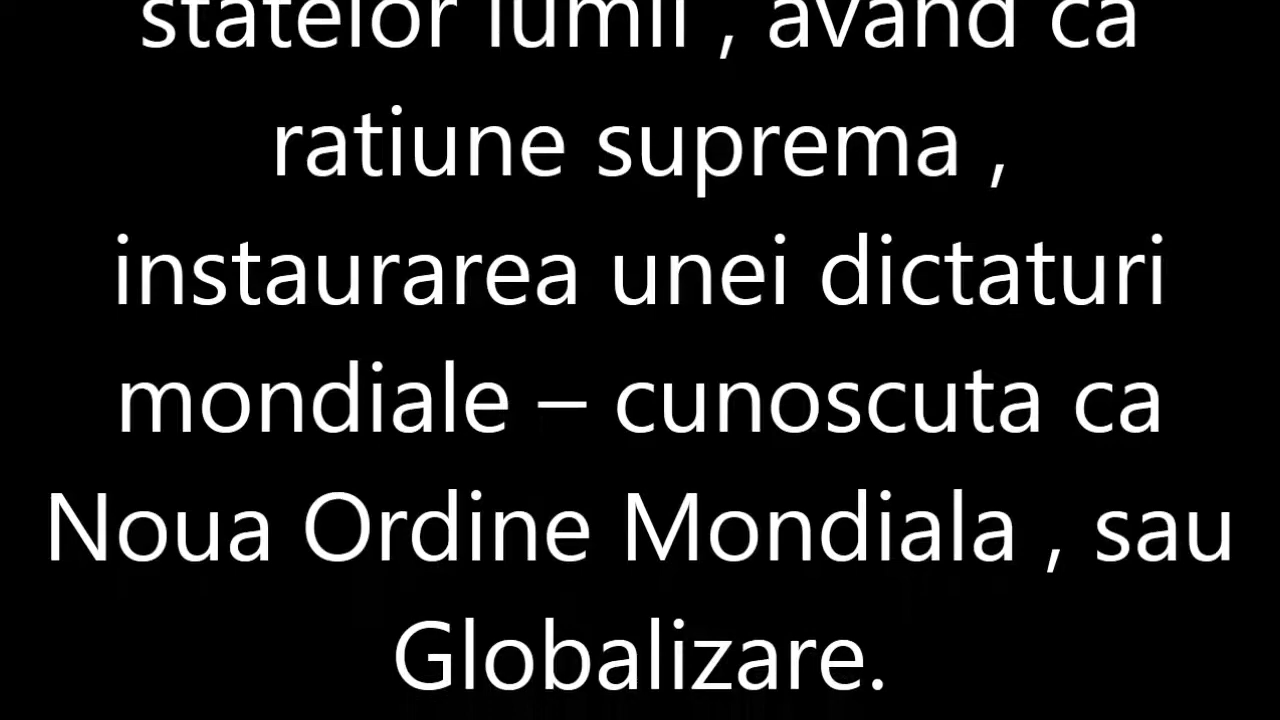 statelor lumii , avand ca
ratiune suprema ,
instaurarea unei dictaturi
mondiale – cunoscuta ca
Noua Ordine Mondiala , sau
Globalizare.